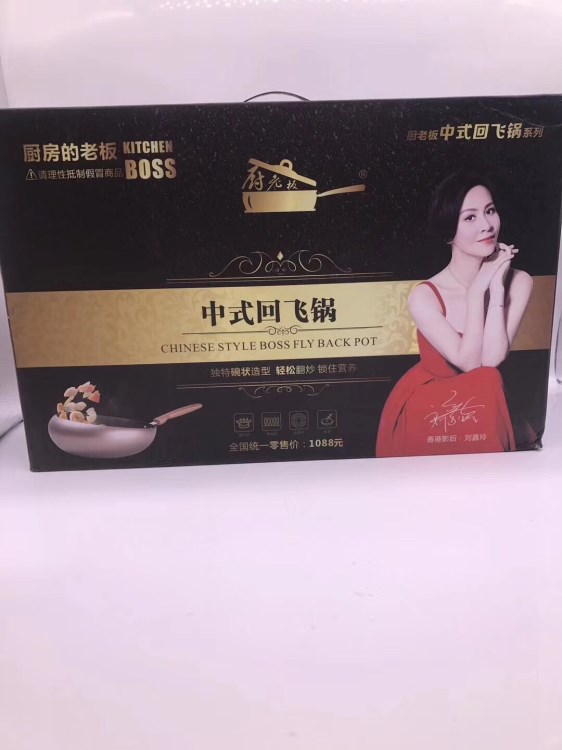 厨房的老板 KITCHEN BOSS
请理性抵制假冒商品
厨老板®
厨老板中式回飞锅系列
中式回飞锅
CHINESE STYLE BOSS FLY BACK POT
独特碗状造型 轻松翻炒 锁住营养
全国统一零售价：1088元
香港影后·刘嘉玲